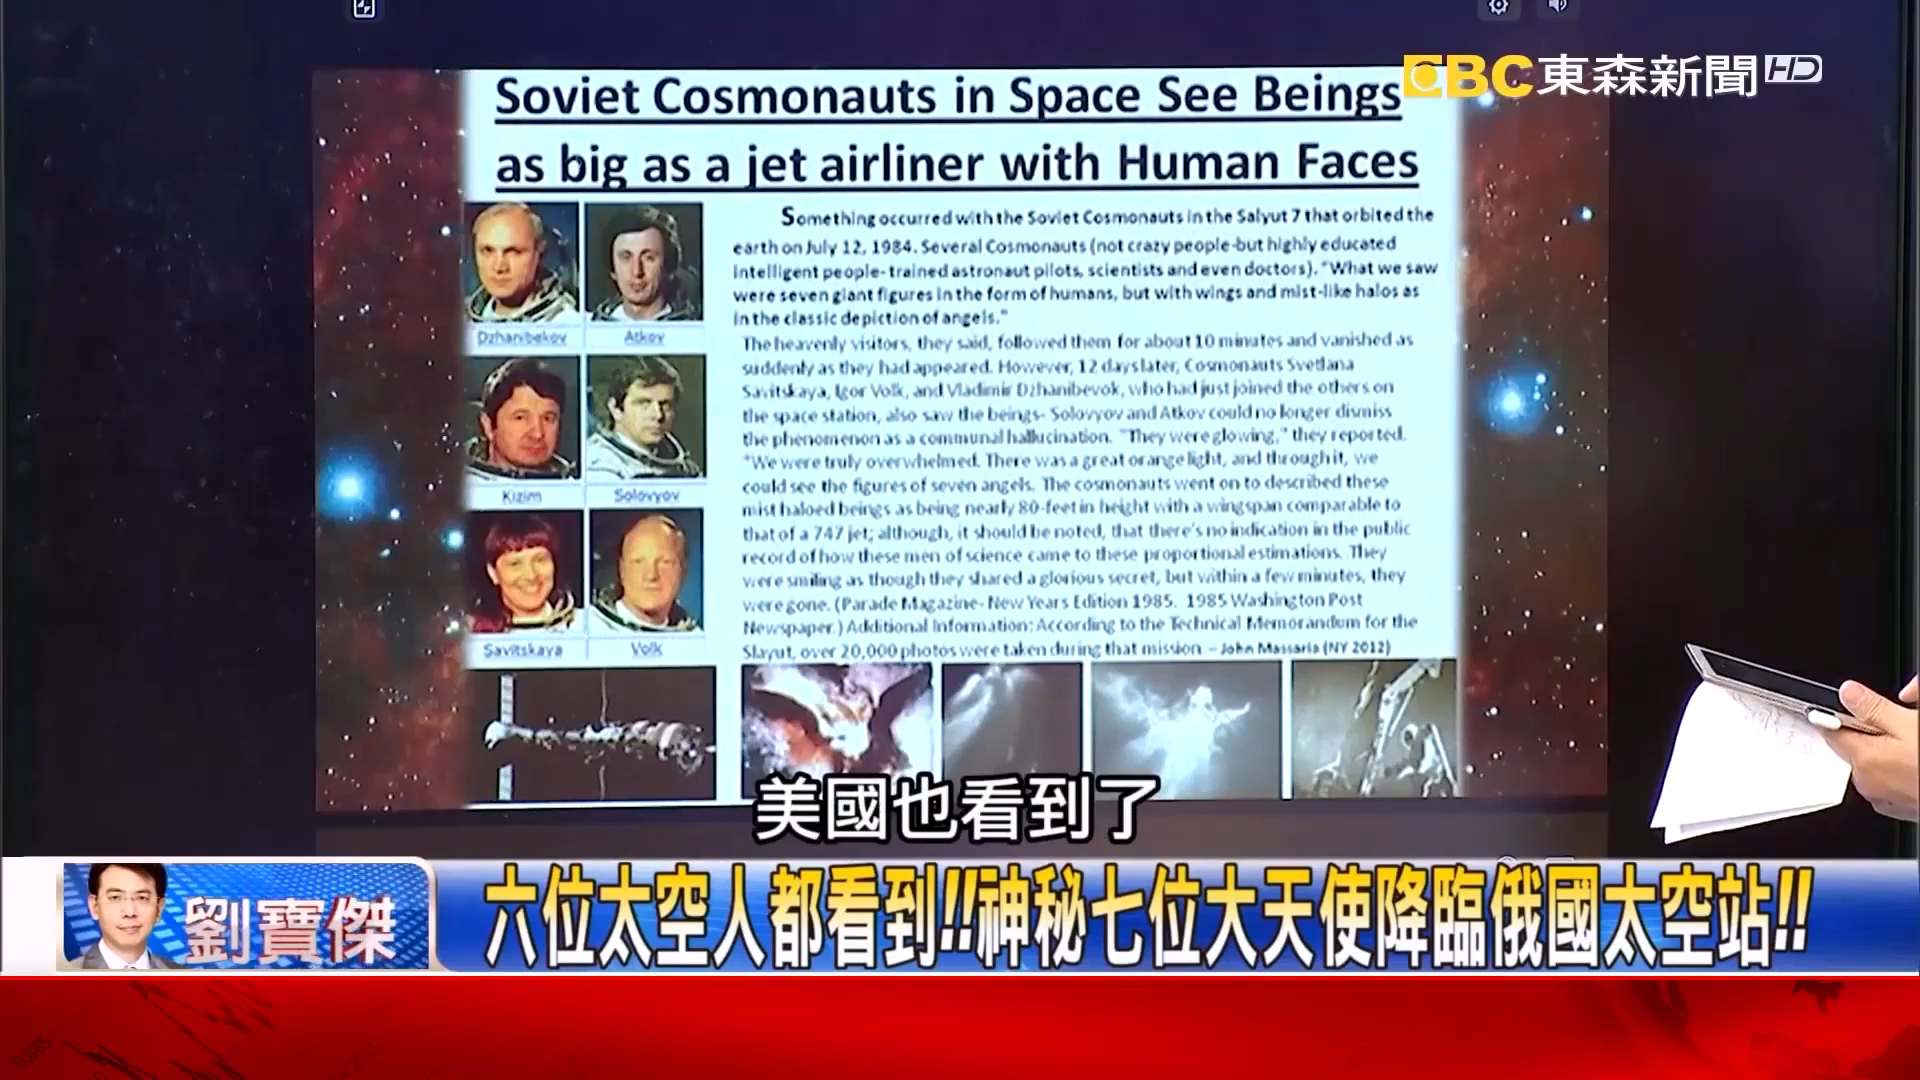 EBC東森新聞HD
Soviet Cosmonauts in Space See Beings
as big as a jet airliner with Human Faces
Something occurred with the Soviet Cosmonauts in the Salyut 7 that orbited the
earth on July 12, 1984. Several Cosmonauts (not crazy people-but highly educated
intelligent people- trained astronaut pilots, scientists and even doctors). "What we saw
were seven giant figures in the form of humans, but with wings and mist-like halos as
in the classic depiction of angels."
The heavenly visitors, they said, followed them for about 10 minutes and vanished as
suddenly as they had appeared. However, 12 days later, Cosmonauts Svetlana
Savitskaya, Igor Volk, and Vladimir Dzhanibevok, who had just joined the others on
the space station, also saw the beings- Solovyov and Atkov could no longer dismiss
the phenomenon as a communal hallucination. "They were glowing," they reported.
"We were truly overwhelmed. There was a great orange light, and through it, we
could see the figures of seven angels. The cosmonauts went on to described these
mist haloed beings as being nearly 80-feet in height with a wingspan comparable to
that of a 747 jet; although, it should be noted, that there's no indication in the public
record of how these men of science came to these proportional estimations. They
were smiling as though they shared a glorious secret, but within a few minutes, they
were gone. (Parade Magazine- New Years Edition 1985. 1985 Washington Post
Newspaper.) Additional Information: According to the Technical Memorandum for the
Slayut, over 20,000 photos were taken during that mission. – John Massaria (NY 2012)
Dzhanibekov
Atkov
Kizim
Solovyov
Savitskaya
Volk
美國也看到了
劉寶傑
六位太空人都看到!!神秘七位大天使降臨俄國太空站!!